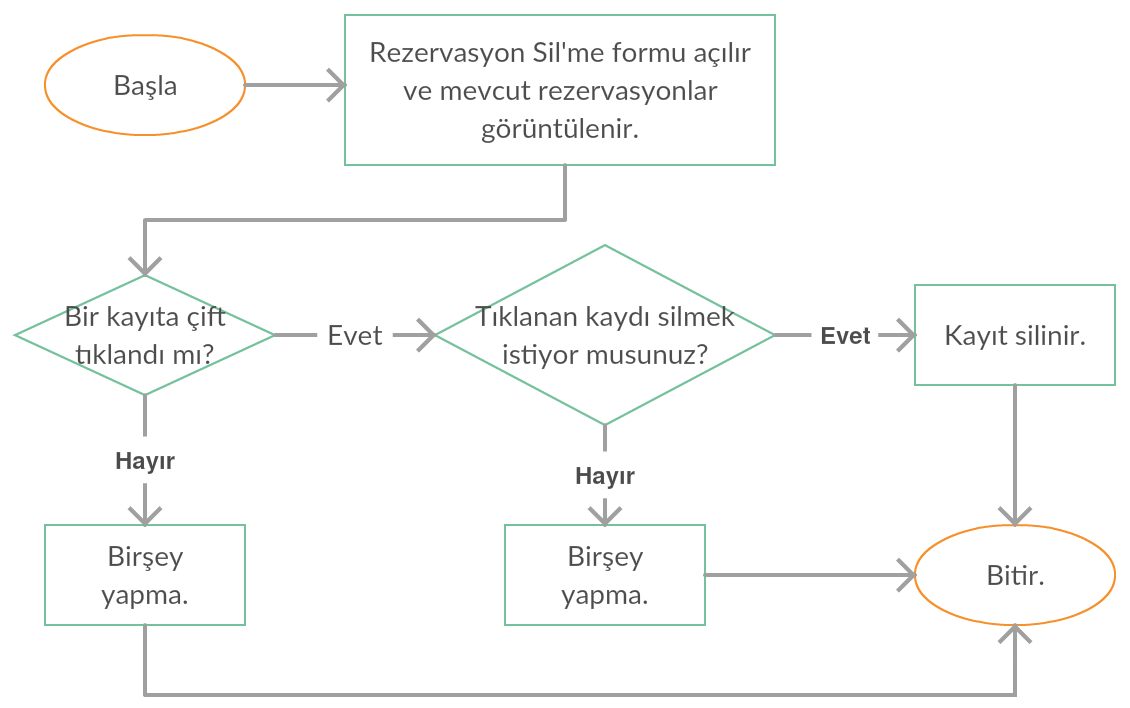 Başla
Rezervasyon Sil'me formu açılır
ve mevcut rezervasyonlar
görüntülenir.
Bir kayıta çift
tıklandı mı?
Evet
Tıklanan kaydı silmek
istiyor musunuz?
Evet
Kayıt silinir.
Hayır
Hayır
Birşey
yapma.
Birşey
yapma.
Bitir.